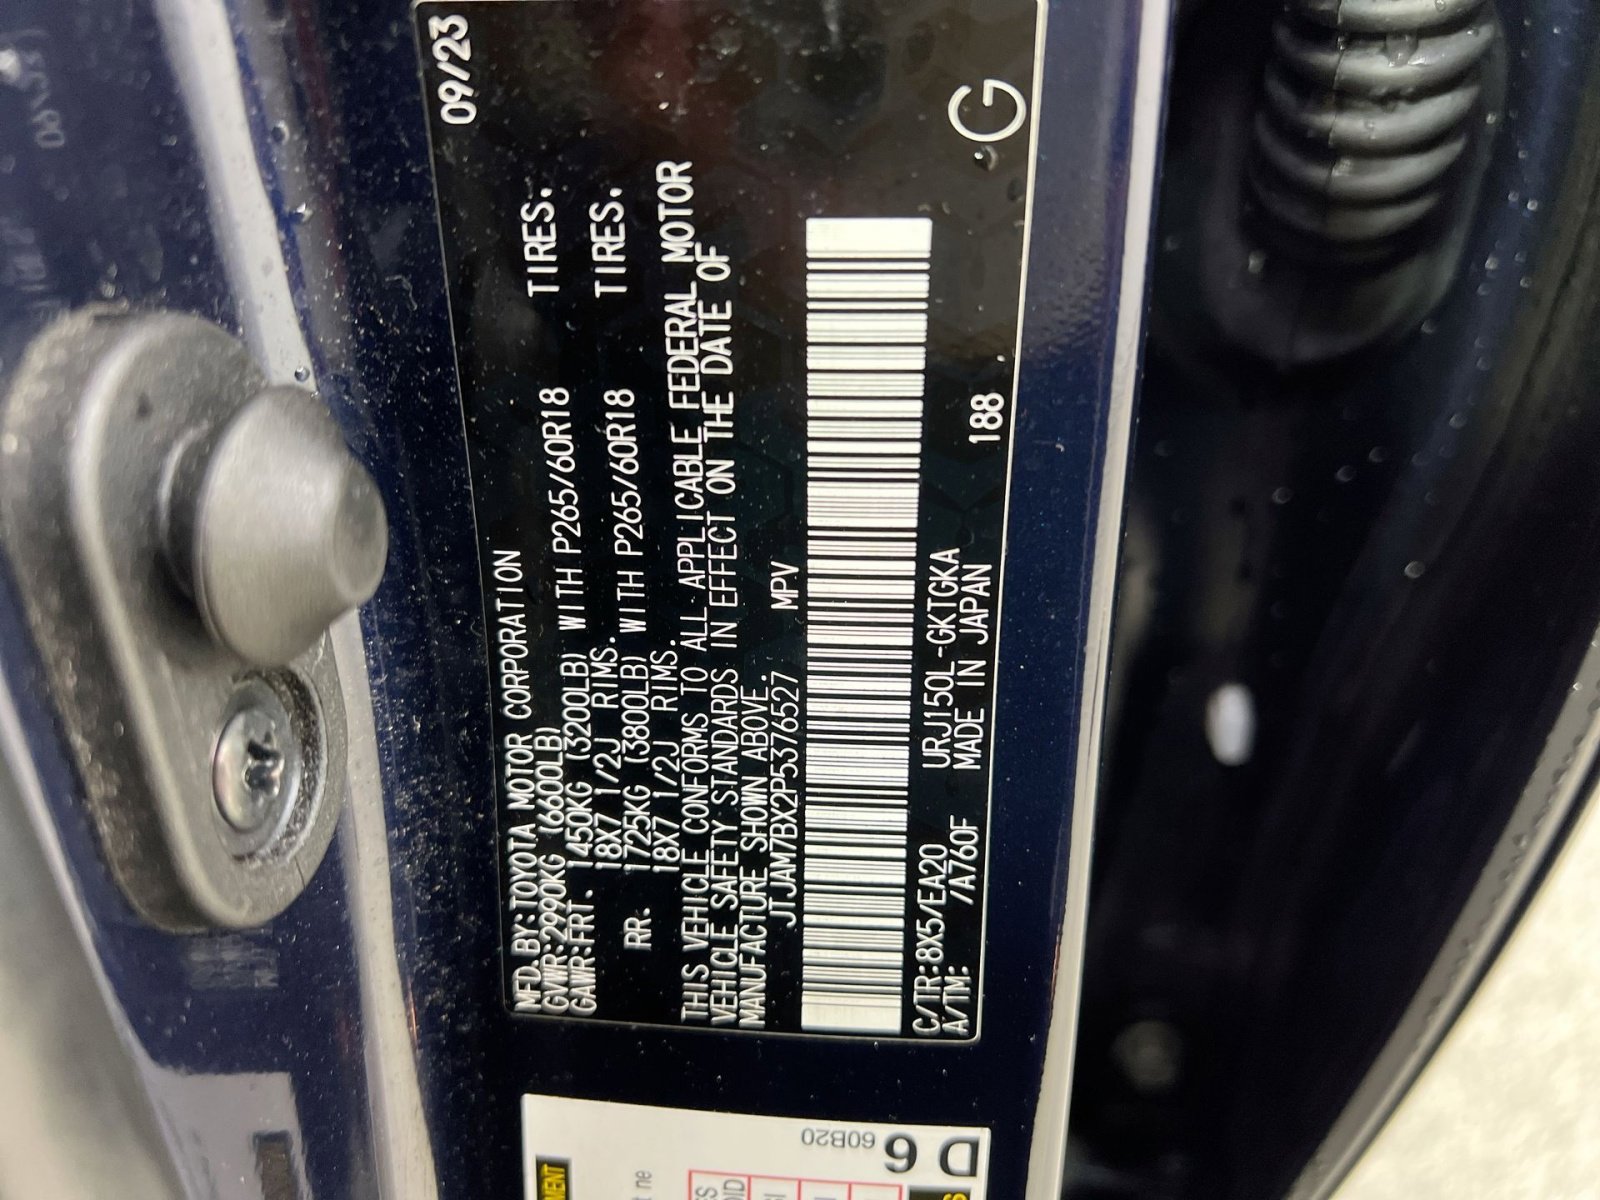 MFD.BY:TOYOTA MOTOR CORPORATION 09/23
GVWR:2990KG (6600LB)
GAWR:FRT. 1450KG (3200LB) WITH P265/60R18 TIRES.
18X7 1/2J RIMS.
RR. 1725KG (3800LB) WITH P265/60R18 TIRES.
18X7 1/2J RIMS.
THIS VEHICLE CONFORMS TO ALL APPLICABLE FEDERAL MOTOR
VEHICLE SAFETY STANDARDS IN EFFECT ON THE DATE OF
MANUFACTURE SHOWN ABOVE.
JTJAM7BX2P5376527 MPV
C/TR:8X5/EA20 URJ150L-GKTGKA
A/TM: /A760F MADE IN JAPAN 188
G
60B20
D 6